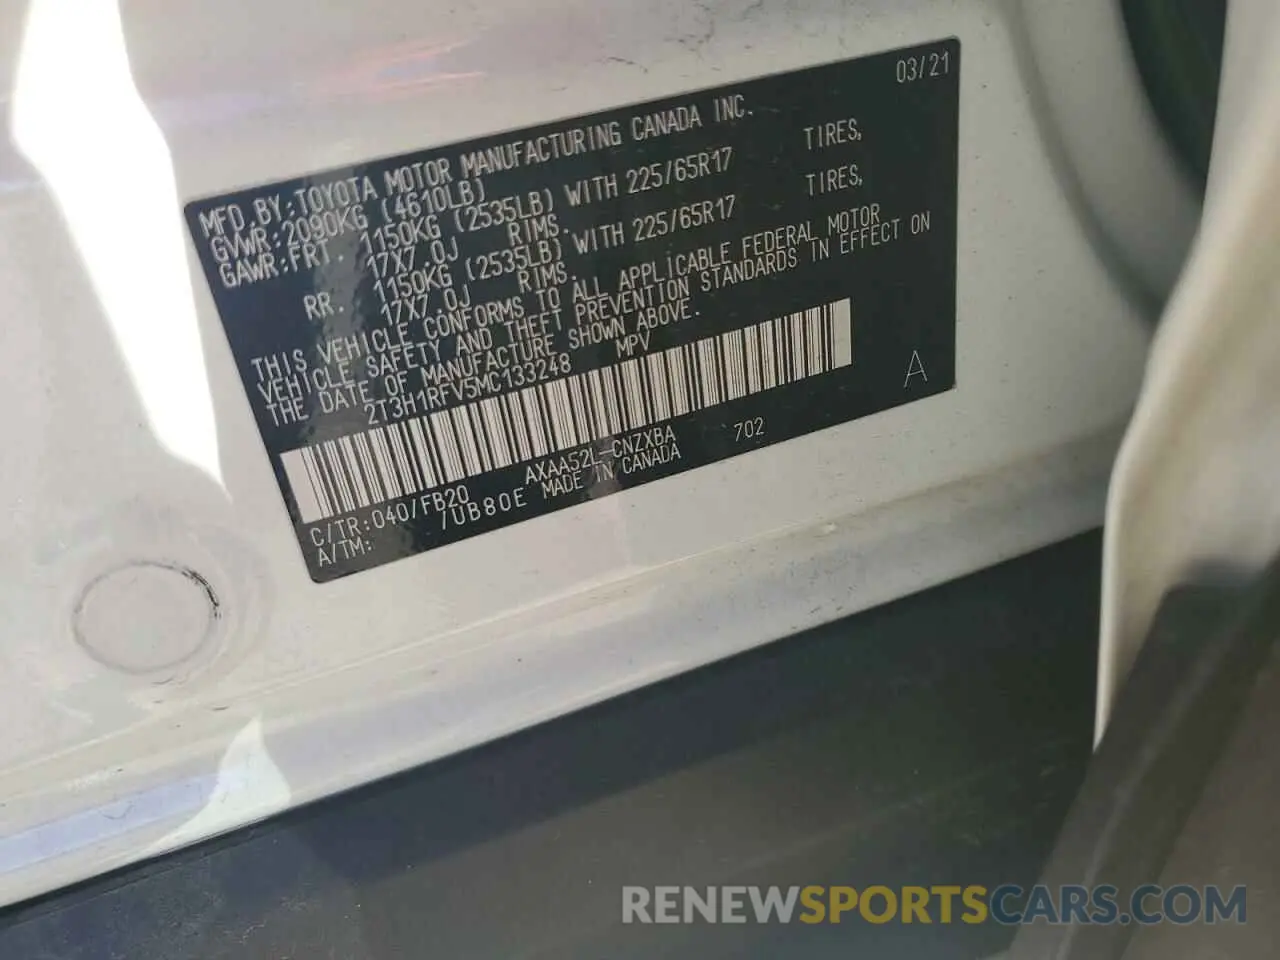 03/21
MFD.BY:TOYOTA MOTOR MANUFACTURING CANADA INC.
GVWR:2090KG (4610LB)
GAWR:FRT. 1150KG (2535LB) WITH 225/65R17 TIRES,
17X7.0J RIMS.
RR. 1150KG (2535LB) WITH 225/65R17 TIRES,
17X7.0J RIMS.
THIS VEHICLE CONFORMS TO ALL APPLICABLE FEDERAL MOTOR
VEHICLE SAFETY AND THEFT PREVENTION STANDARDS IN EFFECT ON
THE DATE OF MANUFACTURE SHOWN ABOVE.
2T3H1RFV5MC133248 MPV
A
C/TR:040/FB20 AXAA52L-CNZXBA 702
A/TM: /UB80E MADE IN CANADA
RENEWSPORTSCARS.COM